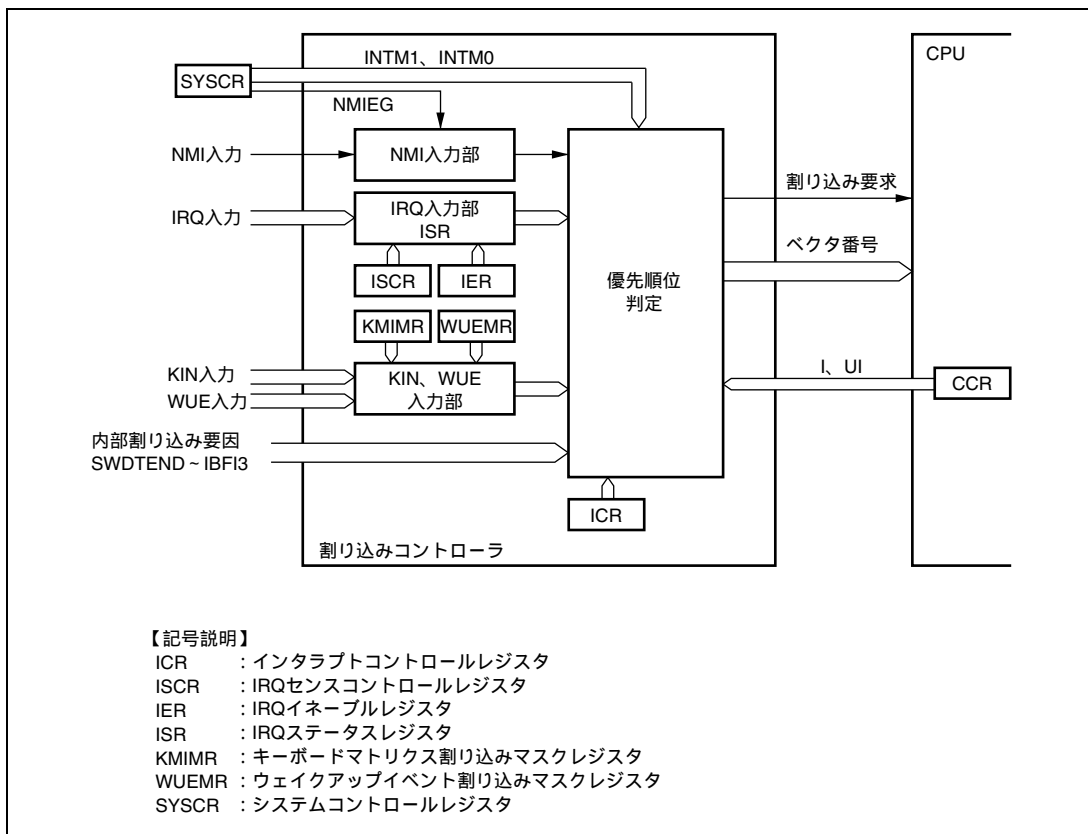 CPU
INTM1、INTM0
SYSCR
NMIEG
NMI入力
NMI入力部
割り込み要求
IRQ入力
IRQ入力部
ISR
ベクタ番号
ISCR
IER
優先順位
判定
KMIMR
WUEMR
I、UI
KIN入力
KIN、WUE
CCR
WUE入力
入力部
内部割り込み要因
SWDTEND~IBFI3
ICR
割り込みコントローラ
【記号説明】
ICR :インタラプトコントロールレジスタ
ISCR :IRQセンスコントロールレジスタ
IER :IRQイネーブルレジスタ
ISR :IRQステータスレジスタ
KMIMR :キーボードマトリクス割り込みマスクレジスタ
WUEMR :ウェイクアップイベント割り込みマスクレジスタ
SYSCR :システムコントロールレジスタ